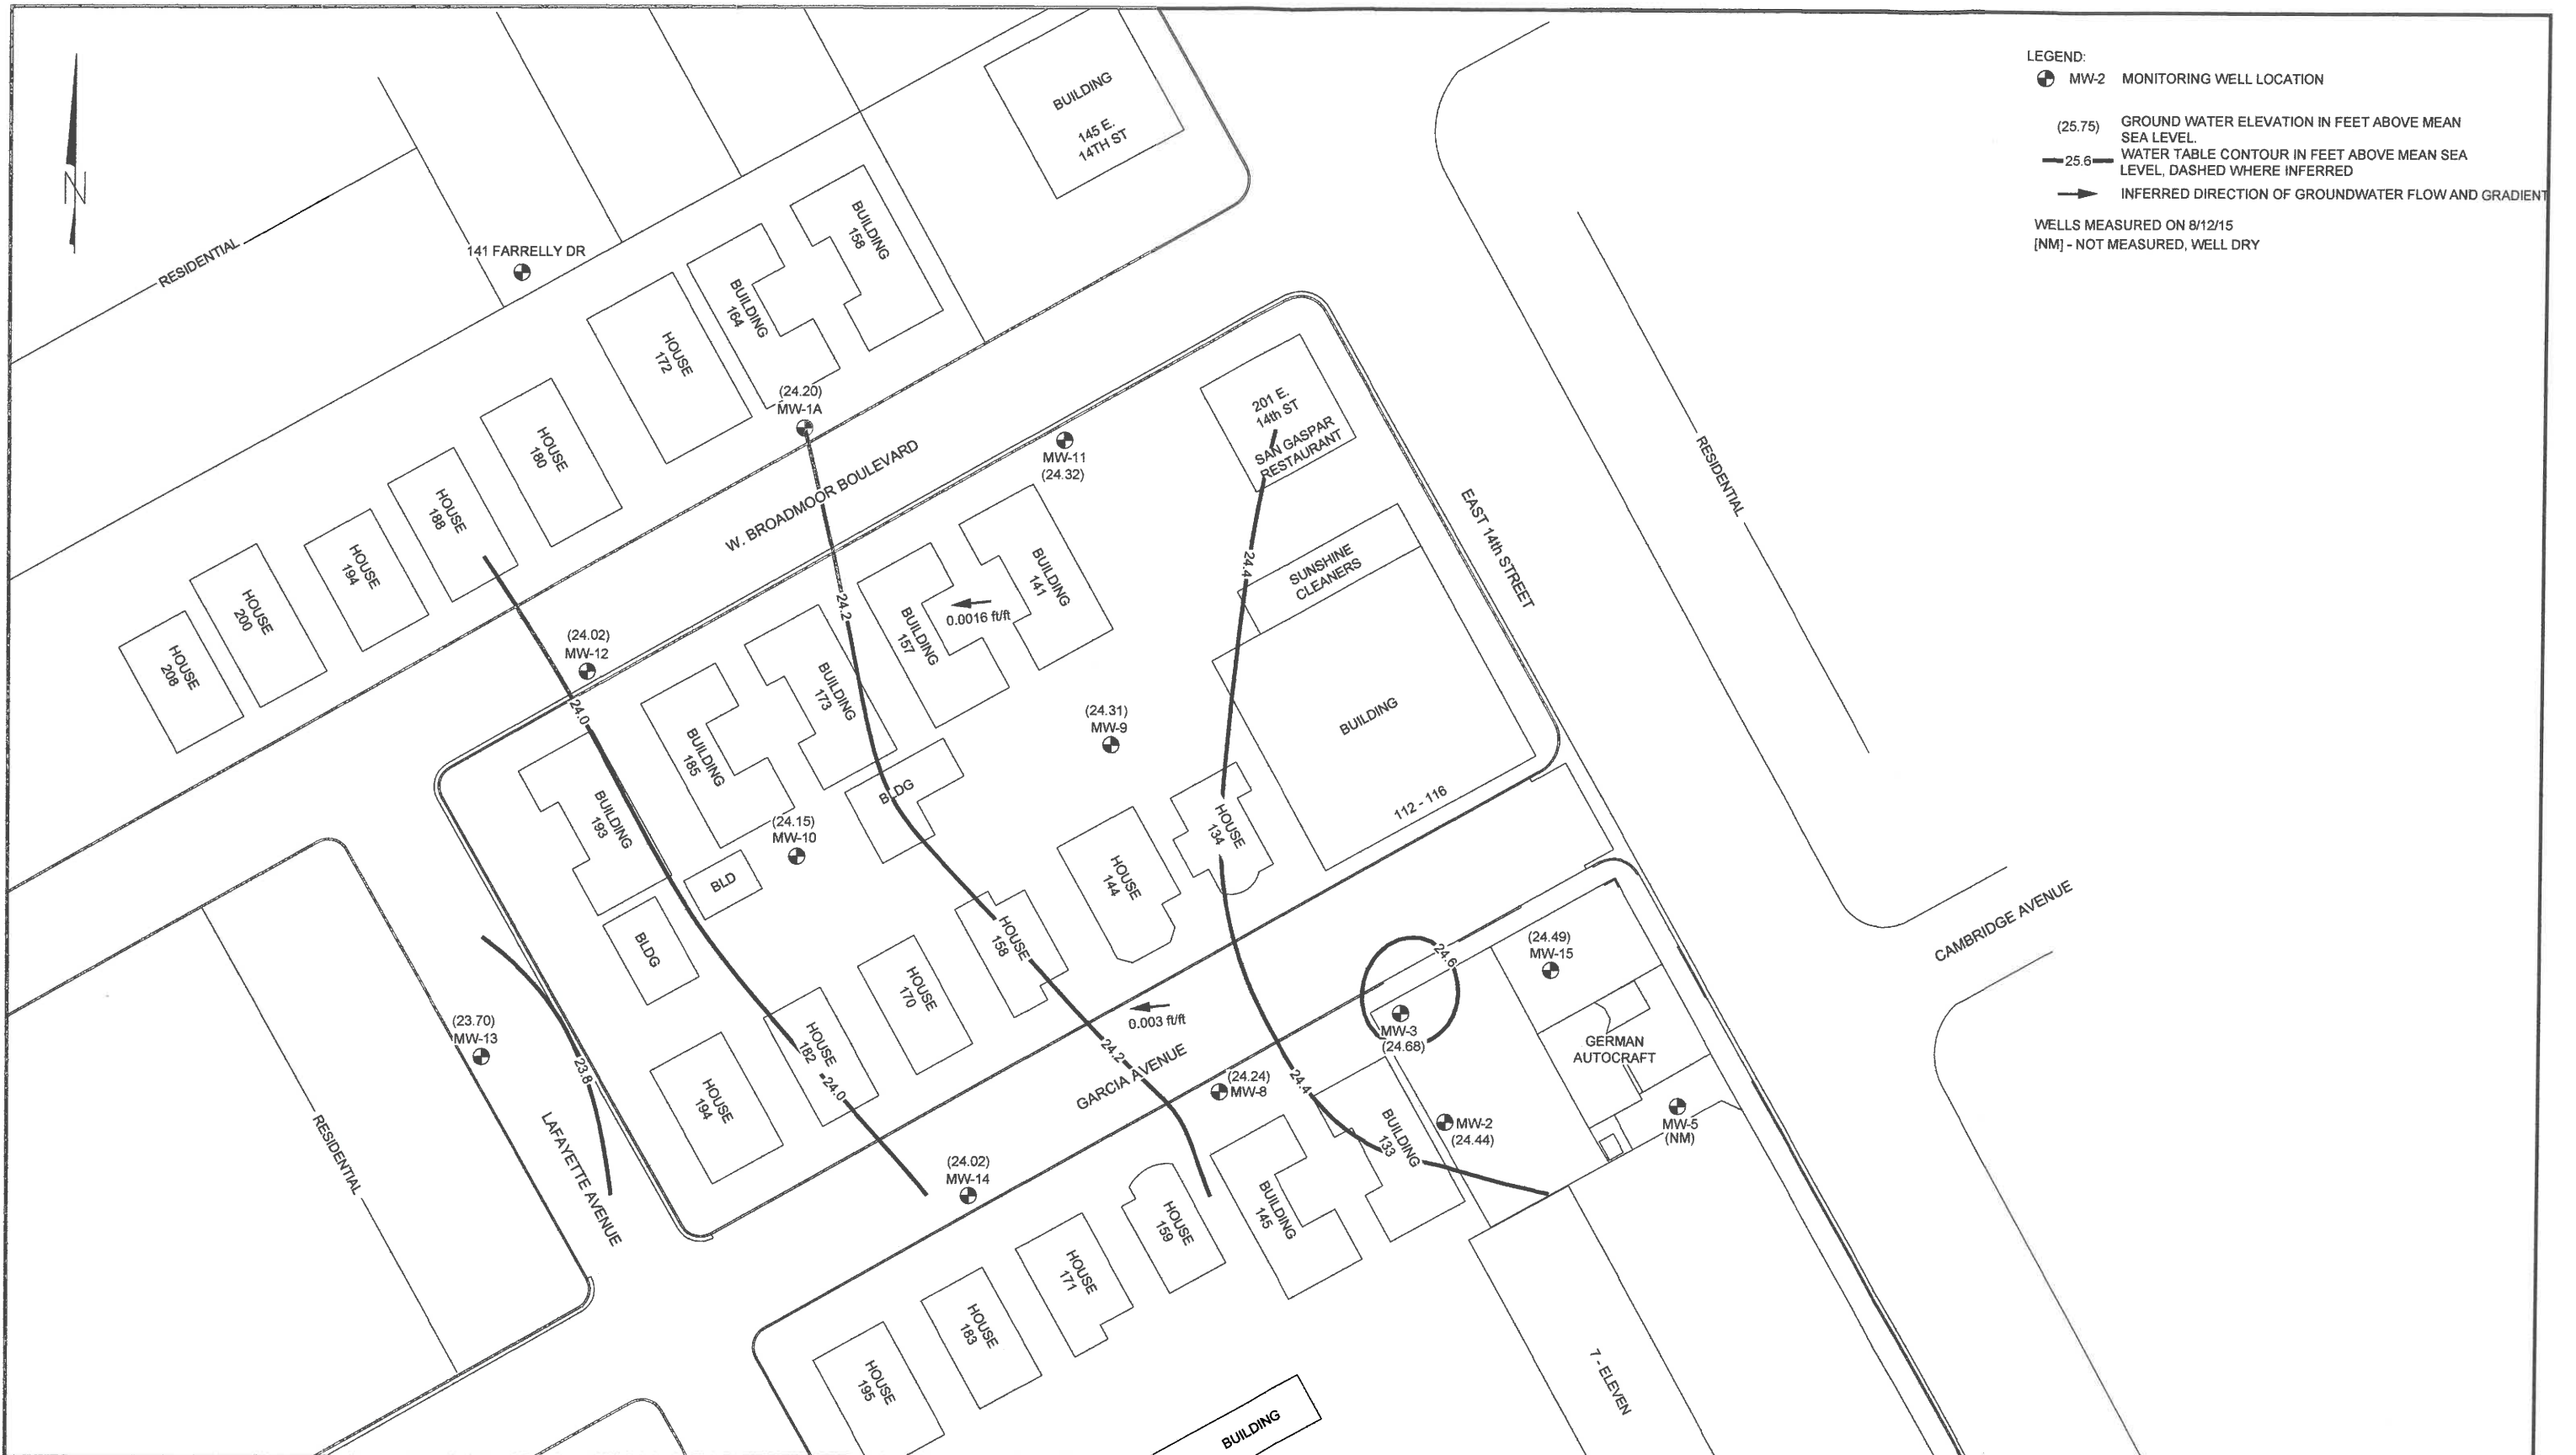 N
LEGEND:
MW-2 MONITORING WELL LOCATION
(25.75) GROUND WATER ELEVATION IN FEET ABOVE MEAN
SEA LEVEL.
25.6 WATER TABLE CONTOUR IN FEET ABOVE MEAN SEA
LEVEL, DASHED WHERE INFERRED
INFERRED DIRECTION OF GROUNDWATER FLOW AND GRADIENT
WELLS MEASURED ON 8/12/15
[NM] - NOT MEASURED, WELL DRY
BUILDING
145 E.
14TH ST
RESIDENTIAL
141 FARRELLY DR
BUILDING
158
BUILDING
164
HOUSE
172
HOUSE
180
HOUSE
188
HOUSE
194
HOUSE
200
HOUSE
208
(24.20)
MW-1A
W. BROADMOOR BOULEVARD
MW-11
(24.32)
201 E.
14th ST
SAN GASPAR
RESTAURANT
EAST 14th STREET
RESIDENTIAL
24.4
SUNSHINE
CLEANERS
BUILDING
112 - 116
BUILDING
141
0.0016 ft/ft
BUILDING
157
24.2
BUILDING
173
BUILDING
185
(24.02)
MW-12
24.0
BUILDING
193
BLDG
BLD
(24.15)
MW-10
BLDG
(24.31)
MW-9
HOUSE
134
HOUSE
144
HOUSE
158
HOUSE
170
HOUSE
182
24.0
HOUSE
194
(23.70)
MW-13
23.8
RESIDENTIAL
LAFAYETTE AVENUE
0.003 ft/ft
24.2
GARCIA AVENUE
(24.02)
MW-14
(24.24)
MW-8
24.4
24.6
MW-3
(24.68)
(24.49)
MW-15
GERMAN
AUTOCRAFT
MW-2
(24.44)
MW-5
(NM)
CAMBRIDGE AVENUE
BUILDING
133
BUILDING
145
HOUSE
159
HOUSE
171
HOUSE
183
HOUSE
195
BUILDING
7 - ELEVEN